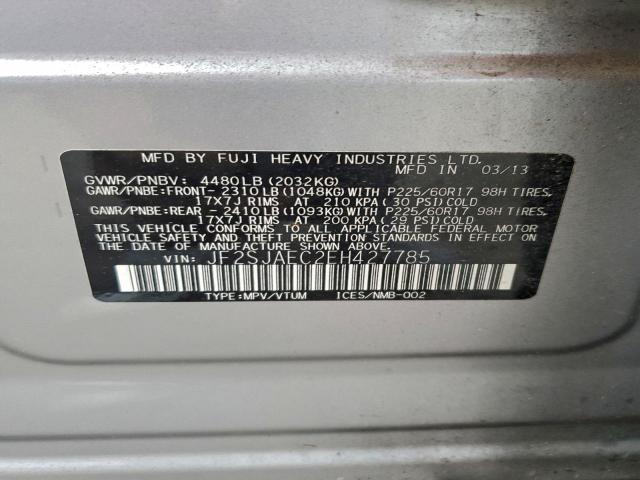 MFD BY FUJI HEAVY INDUSTRIES LTD.
MFD IN 03/13
GVWR/PNBV: 4480LB(2032KG)
GAWR/PNBE:FRONT-2310LB(1048KG)WITH P225/60R17 98H TIRES,
17X7J RIMS AT 210 KPA(30 PSI)COLD
GAWR/PNBE:REAR -2410LB(1093KG)WITH P225/60R17 98H TIRES,
17X7J RIMS AT 200 KPA(29 PSI)COLD
THIS VEHICLE CONFORMS TO ALL APPLICABLE FEDERAL MOTOR
VEHICLE SAFETY AND THEFT PREVENTION STANDARDS IN EFFECT
ON THE DATE OF MANUFACTURE SHOWN ABOVE.
VIN: JF2SJAEC2EH427785
TYPE:MPV/VTUM ICES/NMB-002